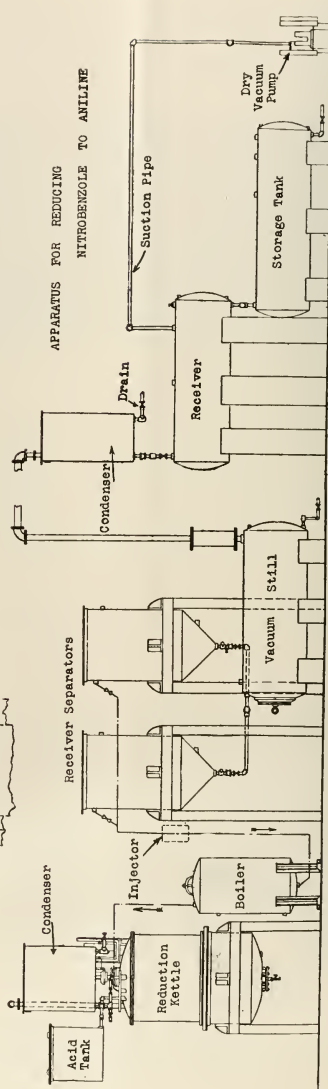 APPARATUS FOR REDUCING
NITROBENZOLE TO ANILINE
Condenser
Acid
Tank
Reduction
Kettle
Boiler
Injector
Receiver Separators
Vacuum Still
Condenser
Drain
Receiver
Suction Pipe
Storage Tank
Dry
Vacuum
Pump